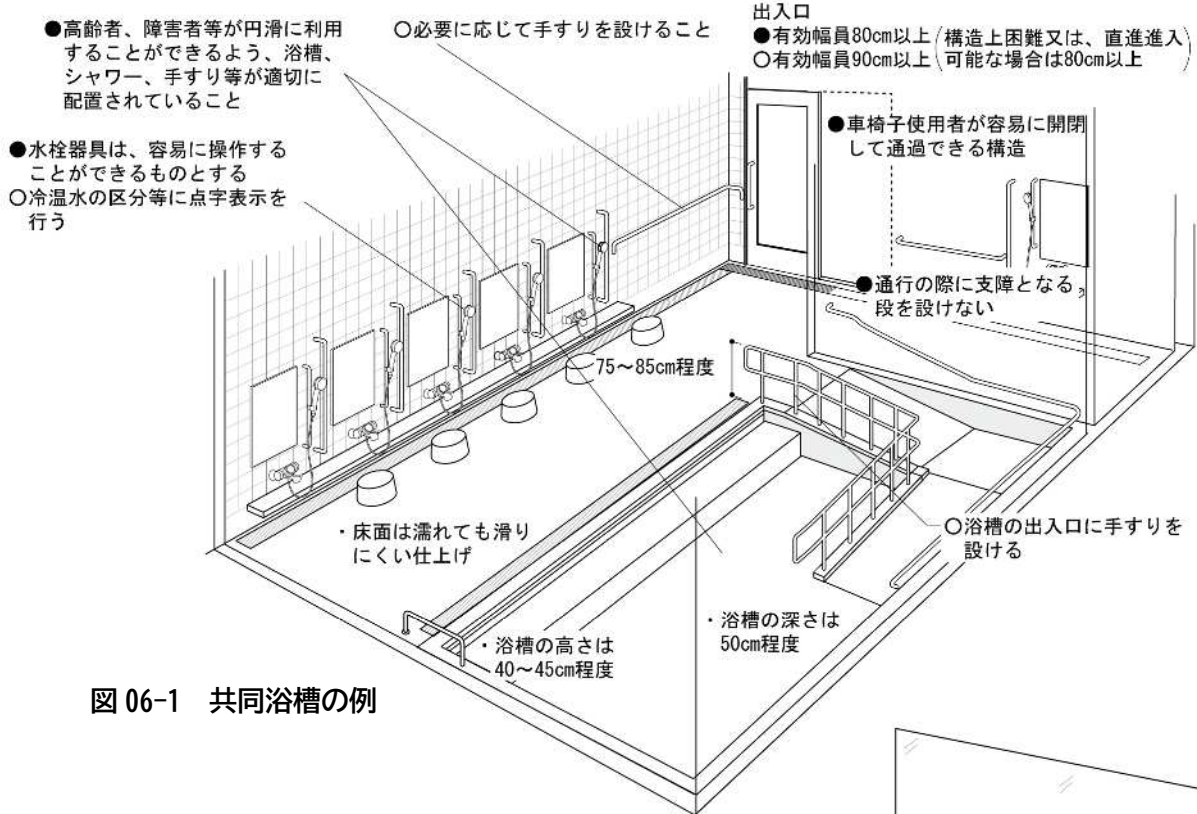 ●高齢者、障害者等が円滑に利用
することができるよう、浴槽、
シャワー、手すり等が適切に
配置されていること
○必要に応じて手すりを設けること
出入口
●有効幅員80cm以上(構造上困難又は、直進進入
○有効幅員90cm以上 可能な場合は80cm以上)
●水栓器具は、容易に操作する
ことができるものとする
○冷温水の区分等に点字表示を
行う
●車椅子使用者が容易に開閉
して通過できる構造
●通行の際に支障となる
段を設けない
75～85cm程度
・床面は濡れても滑り
にくい仕上げ
○浴槽の出入口に手すりを
設ける
・浴槽の深さは
50cm程度
・浴槽の高さは
40～45cm程度
図 06-1 共同浴槽の例